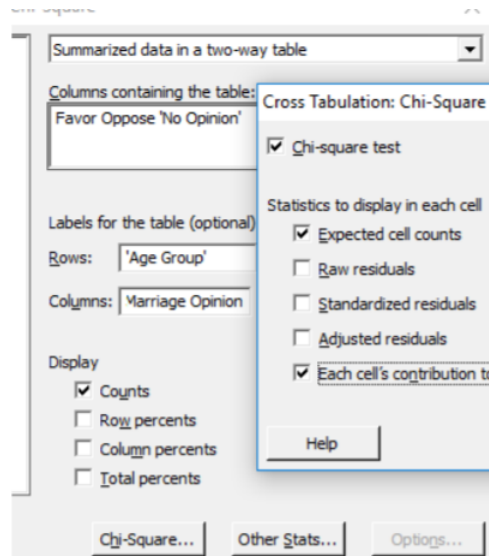 Summarized data in a two-way table
Columns containing the table:
Favor Oppose 'No Opinion'
Labels for the table (optional)
Rows: 'Age Group'
Columns: Marriage Opinion
Display
Counts
Row percents
Column percents
Total percents
Chi-Square...
Other Stats...
Options...
Cross Tabulation: Chi-Square
Chi-square test
Statistics to display in each cell
Expected cell counts
Raw residuals
Standardized residuals
Adjusted residuals
Each cell's contribution to
Help